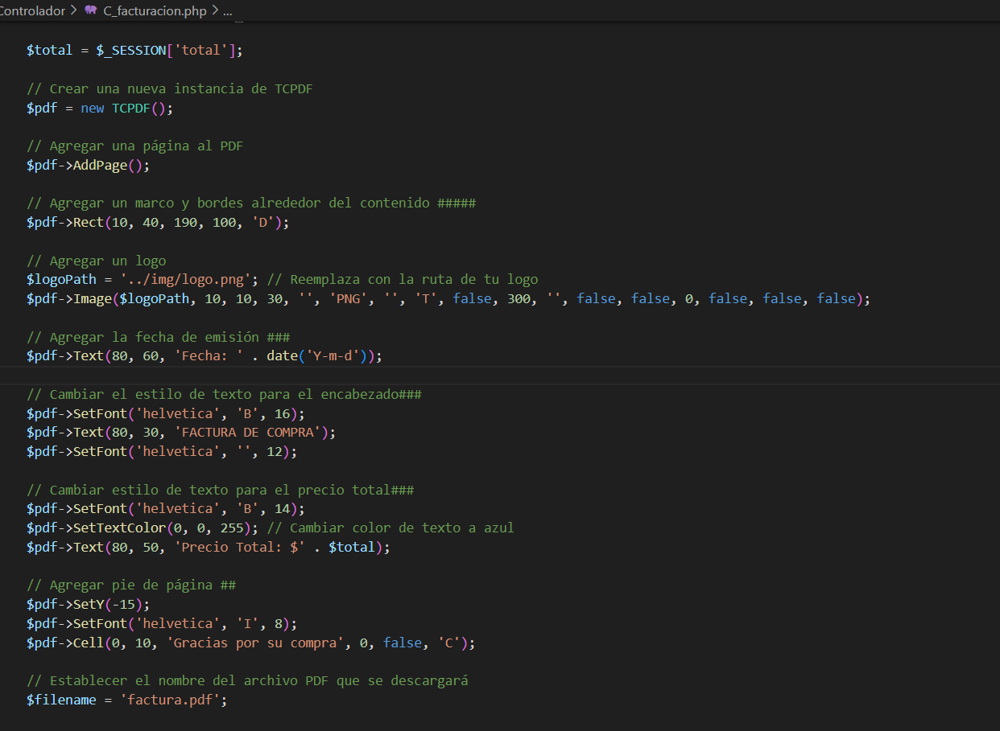 Controlador > C_facturacion.php > ...
$total = $_SESSION['total'];
// Crear una nueva instancia de TCPDF
$pdf = new TCPDF();
// Agregar una página al PDF
$pdf->AddPage();
// Agregar un marco y bordes alrededor del contenido #####
$pdf->Rect(10, 40, 190, 100, 'D');
// Agregar un logo
$logoPath = '../img/logo.png'; // Reemplaza con la ruta de tu logo
$pdf->Image($logoPath, 10, 10, 30, '', 'PNG', '', 'T', false, 300, '', false, false, 0, false, false, false);
// Agregar la fecha de emisión ###
$pdf->Text(80, 60, 'Fecha: ' . date('Y-m-d'));
// Cambiar el estilo de texto para el encabezado###
$pdf->SetFont('helvetica', 'B', 16);
$pdf->Text(80, 30, 'FACTURA DE COMPRA');
$pdf->SetFont('helvetica', '', 12);
// Cambiar estilo de texto para el precio total###
$pdf->SetFont('helvetica', 'B', 14);
$pdf->SetTextColor(0, 0, 255); // Cambiar color de texto a azul
$pdf->Text(80, 50, 'Precio Total: $' . $total);
// Agregar pie de página ##
$pdf->SetY(-15);
$pdf->SetFont('helvetica', 'I', 8);
$pdf->Cell(0, 10, 'Gracias por su compra', 0, false, 'C');
// Establecer el nombre del archivo PDF que se descargará
$filename = 'factura.pdf';